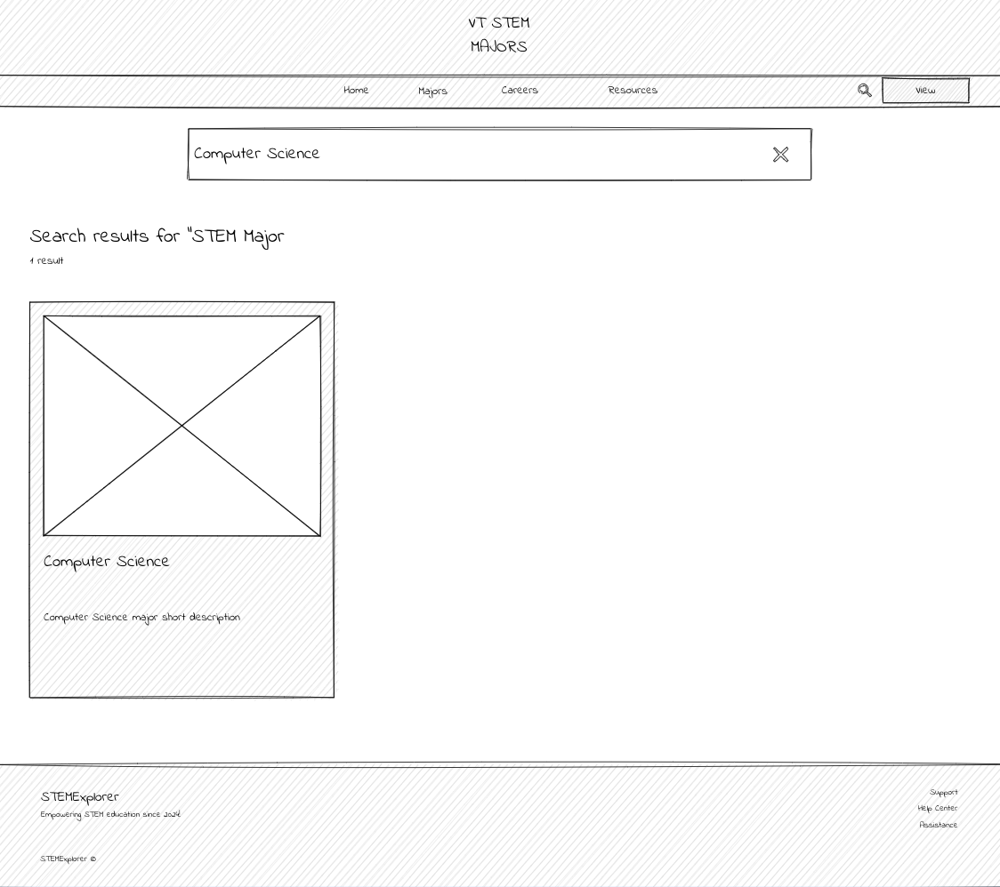 VT STEM
MAJORS
Home Majors Careers Resources View
Computer Science
Search results for "STEM Major
1 result
Computer Science
Computer Science major short description
STEMExplorer
Empowering STEM education since 2024!
STEMExplorer ©
Support
Help Center
Assistance